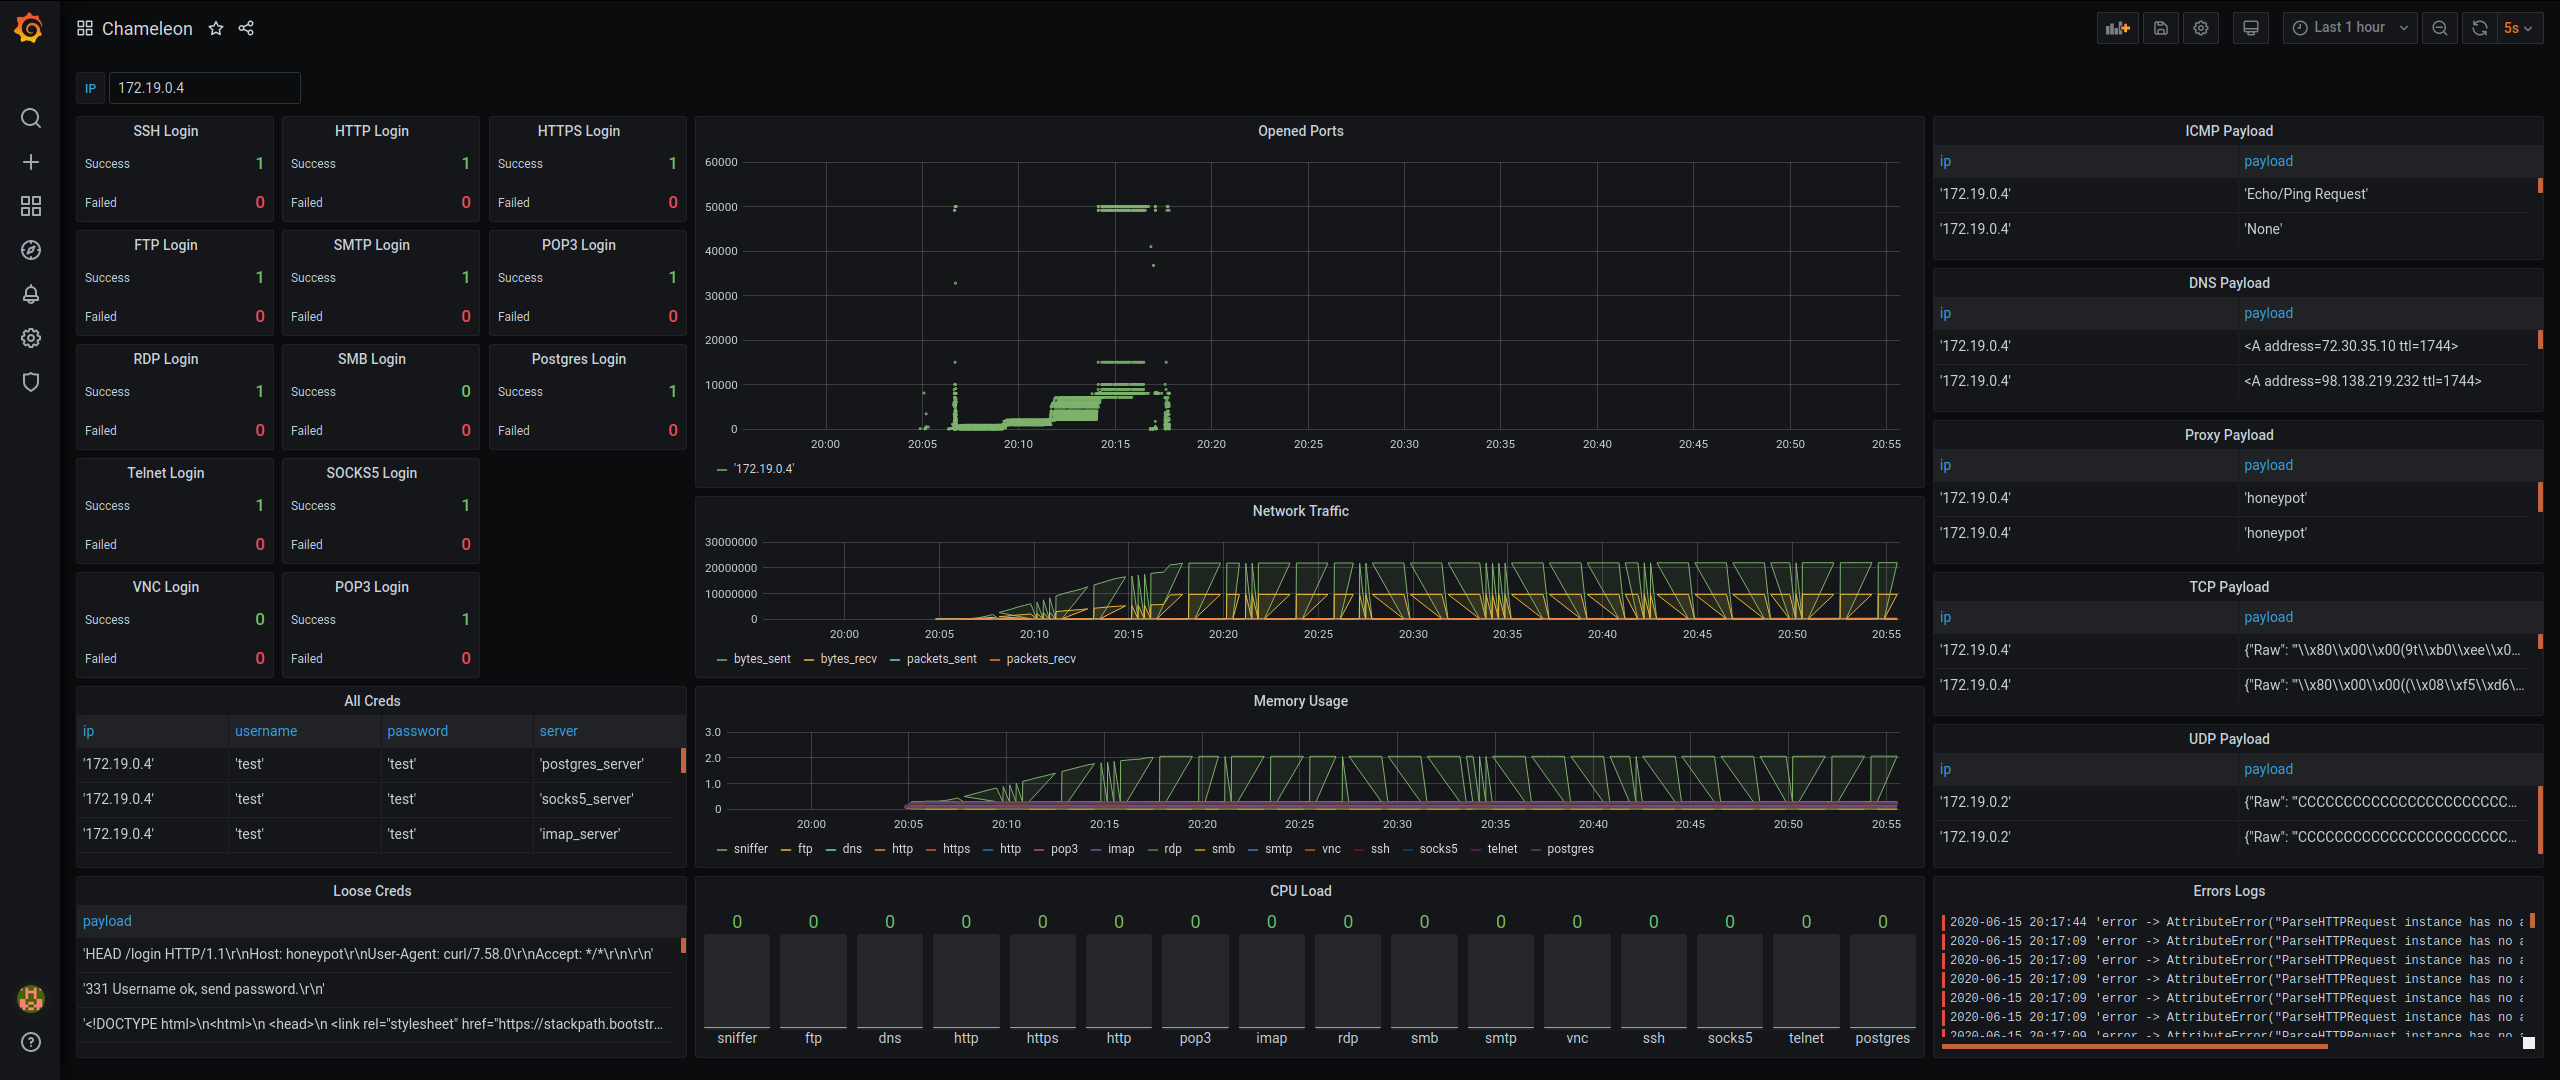 Chameleon
Last 1 hour
5s
IP 172.19.0.4
SSH Login
Success 1
Failed 0
HTTP Login
Success 1
Failed 0
HTTPS Login
Success 1
Failed 0
FTP Login
Success 1
Failed 0
SMTP Login
Success 1
Failed 0
POP3 Login
Success 1
Failed 0
RDP Login
Success 1
Failed 0
SMB Login
Success 0
Failed 0
Postgres Login
Success 1
Failed 0
Telnet Login
Success 1
Failed 0
SOCKS5 Login
Success 1
Failed 0
VNC Login
Success 0
Failed 0
POP3 Login
Success 1
Failed 0
All Creds
ip username password server
'172.19.0.4' 'test' 'test' 'postgres_server'
'172.19.0.4' 'test' 'test' 'socks5_server'
'172.19.0.4' 'test' 'test' 'imap_server'
Loose Creds
payload
'HEAD /login HTTP/1.1\r\nHost: honeypot\r\nUser-Agent: curl/7.58.0\r\nAccept: */*\r\n\r\n'
'331 Username ok, send password.\r\n'
'<!DOCTYPE html>\n<html>\n <head>\n <link rel="stylesheet" href="https://stackpath.bootstr...
Opened Ports
60000
50000
40000
30000
20000
10000
0
20:00 20:05 20:10 20:15 20:20 20:25 20:30 20:35 20:40 20:45 20:50 20:55
'172.19.0.4'
Network Traffic
30000000
20000000
10000000
0
20:00 20:05 20:10 20:15 20:20 20:25 20:30 20:35 20:40 20:45 20:50 20:55
bytes_sent bytes_recv packets_sent packets_recv
Memory Usage
3.0
2.0
1.0
0
20:00 20:05 20:10 20:15 20:20 20:25 20:30 20:35 20:40 20:45 20:50 20:55
sniffer ftp dns http https http pop3 imap rdp smb smtp vnc ssh socks5 telnet postgres
CPU Load
0 0 0 0 0 0 0 0 0 0 0 0 0 0 0 0
sniffer ftp dns http https http pop3 imap rdp smb smtp vnc ssh socks5 telnet postgres
ICMP Payload
ip payload
'172.19.0.4' 'Echo/Ping Request'
'172.19.0.4' 'None'
DNS Payload
ip payload
'172.19.0.4' <A address=72.30.35.10 ttl=1744>
'172.19.0.4' <A address=98.138.219.232 ttl=1744>
Proxy Payload
ip payload
'172.19.0.4' 'honeypot'
'172.19.0.4' 'honeypot'
TCP Payload
ip payload
'172.19.0.4' {"Raw": "'\\x80\\x00\\x00(9t\\xb0\\xee\\x0...
'172.19.0.4' {"Raw": "'\\x80\\x00\\x00((\\x08\\xf5\\xd6\...
UDP Payload
ip payload
'172.19.0.2' {"Raw": "'CCCCCCCCCCCCCCCCCCCCCCC...
'172.19.0.2' {"Raw": "'CCCCCCCCCCCCCCCCCCCCCCC...
Errors Logs
2020-06-15 20:17:44 'error -> AttributeError("ParseHTTPRequest instance has no a
2020-06-15 20:17:09 'error -> AttributeError("ParseHTTPRequest instance has no a
2020-06-15 20:17:09 'error -> AttributeError("ParseHTTPRequest instance has no a
2020-06-15 20:17:09 'error -> AttributeError("ParseHTTPRequest instance has no a
2020-06-15 20:17:09 'error -> AttributeError("ParseHTTPRequest instance has no a
2020-06-15 20:17:09 'error -> AttributeError("ParseHTTPRequest instance has no a
2020-06-15 20:17:09 'error -> AttributeError("ParseHTTPRequest instance has no a